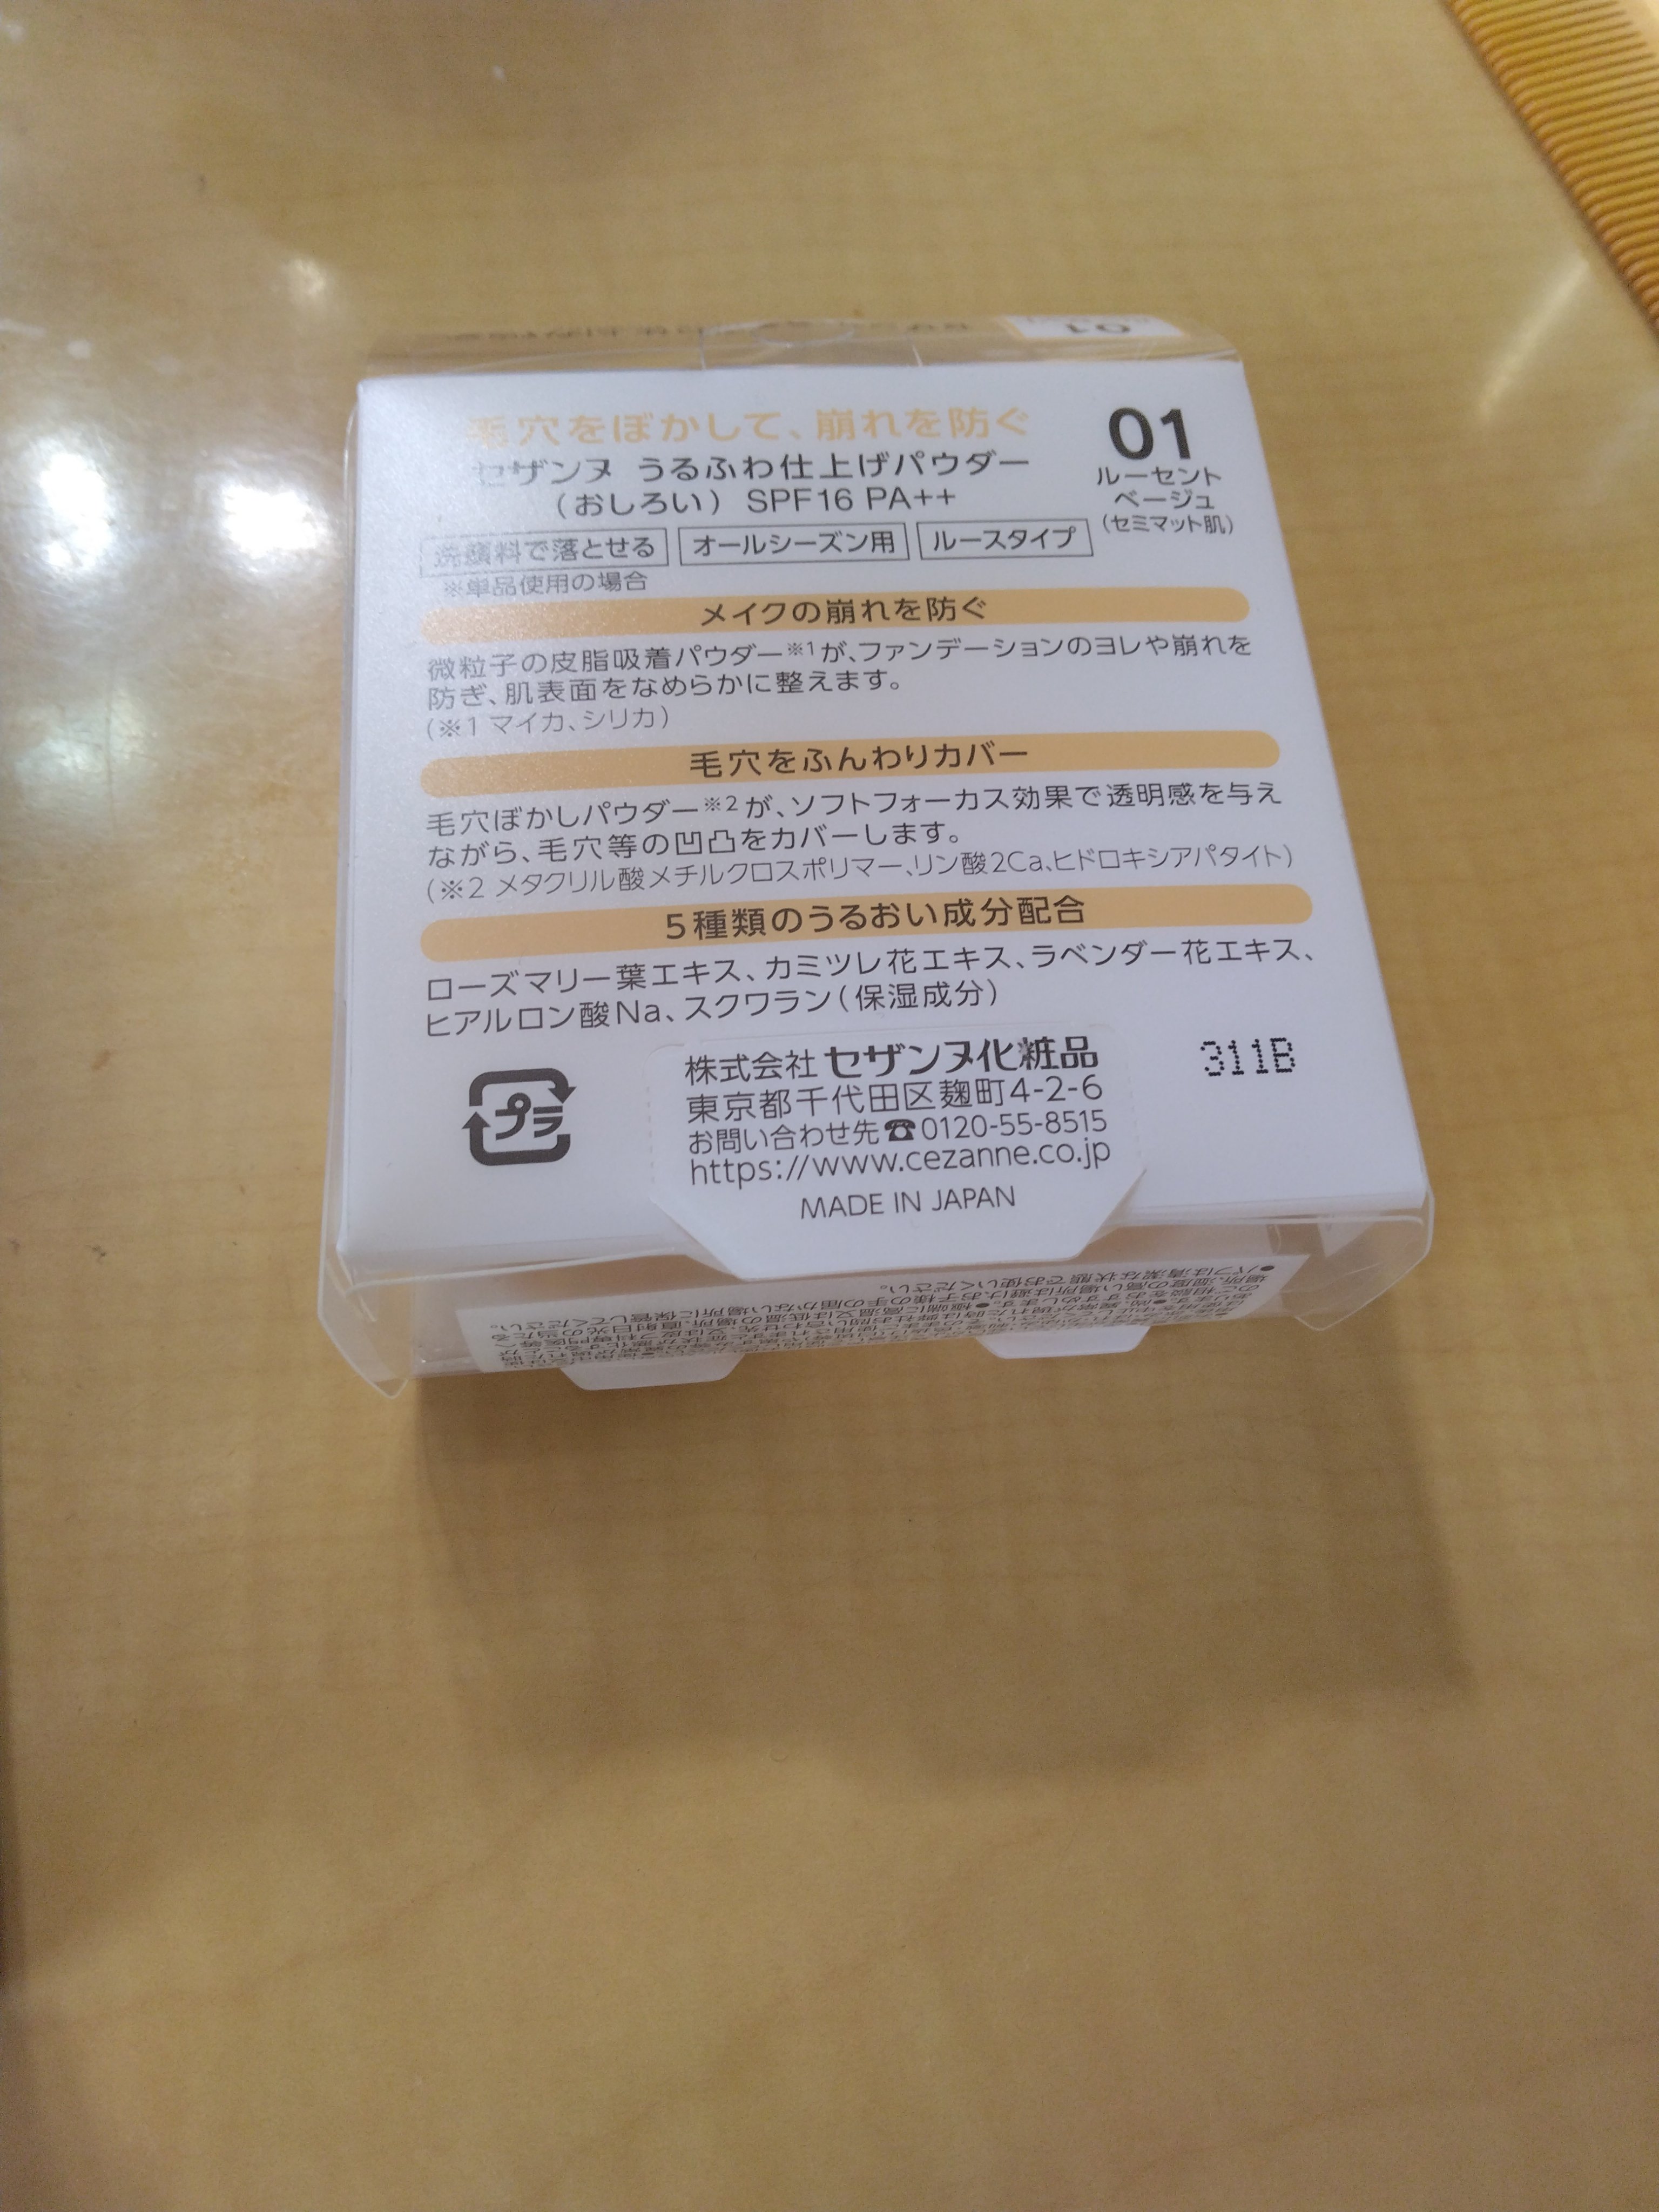 毛穴をぼかして、崩れを防ぐ
セザンヌ うるふわ仕上げパウダー
(おしろい) SPF16 PA++
01
ルーセント
ベージュ
(セミマット肌)
洗顔料で落とせる オールシーズン用 ルースタイプ
※単品使用の場合
メイクの崩れを防ぐ
微粒子の皮脂吸着パウダー※1が、ファンデーションのヨレや崩れを
防ぎ、肌表面をなめらかに整えます。
(※1 マイカ、シリカ)
毛穴をふんわりカバー
毛穴ぼかしパウダー※2が、ソフトフォーカス効果で透明感を与え
ながら、毛穴等の凹凸をカバーします。
(※2 メタクリル酸メチルクロスポリマー、リン酸2Ca、ヒドロキシアパタイト)
5種類のうるおい成分配合
ローズマリー葉エキス、カミツレ花エキス、ラベンダー花エキス、
ヒアルロン酸Na、スクワラン(保湿成分)
プラ
株式会社 セザンヌ化粧品
東京都千代田区麹町4-2-6
お問い合わせ先☎0120-55-8515
https://www.cezanne.co.jp
MADE IN JAPAN
311B
●パフは清潔な状態でお使いください。
01